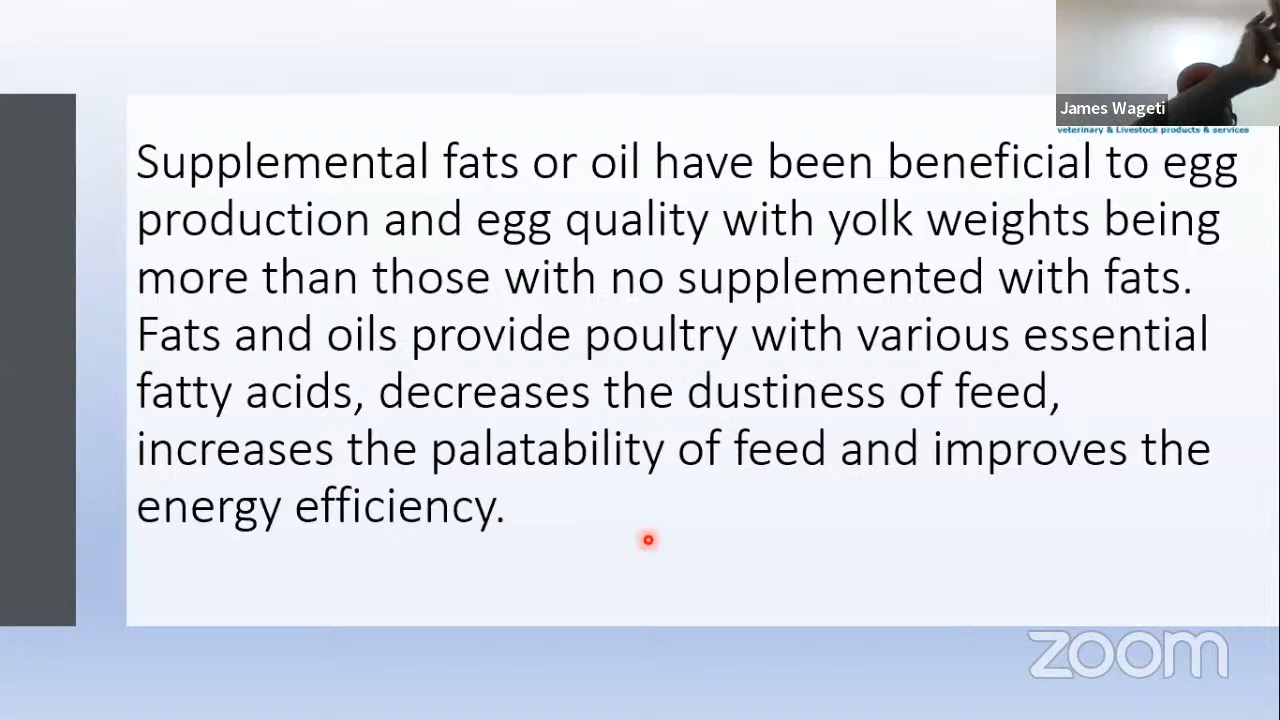 James Wageti
veterinary & Livestock products & services
Supplemental fats or oil have been beneficial to egg
production and egg quality with yolk weights being
more than those with no supplemented with fats.
Fats and oils provide poultry with various essential
fatty acids, decreases the dustiness of feed,
increases the palatability of feed and improves the
energy efficiency.
zoom